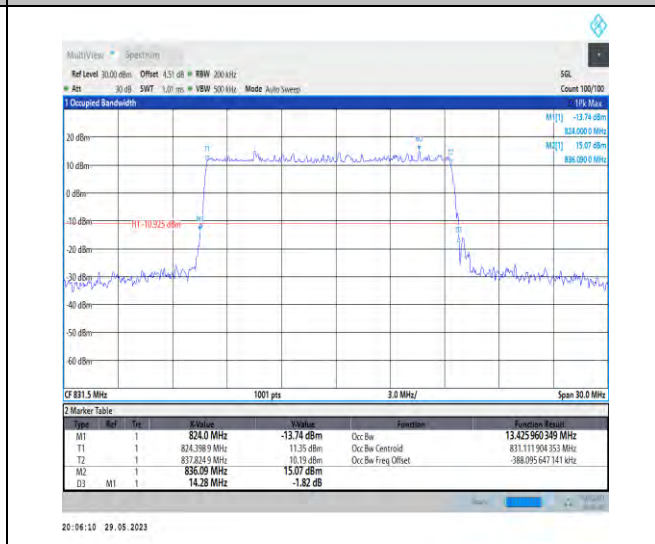 MultiView Spectrum
Ref Level 30.00 dBm Offset 4.51 dB RBW 200 kHz SGL
Att 30 dB SWT 1.01 ms VBW 500 kHz Mode Auto Sweep Count 100/100
1 Occupied Bandwidth 1Pk Max
M1[1] -13.74 dBm
824.000 0 MHz
M2[1] 15.07 dBm
836.090 0 MHz
20 dBm
10 dBm
0 dBm
-10 dBm
H1 -10.925 dBm
-20 dBm
-30 dBm
-40 dBm
-50 dBm
-60 dBm
T1
T2
CF 831.5 MHz 1001 pts 3.0 MHz/ Span 30.0 MHz
2 Marker Table
Type Ref Trc X-Value Y-Value Function Function Result
M1 1 824.0 MHz -13.74 dBm Occ Bw 13.425 960 349 MHz
T1 1 824.398 9 MHz 11.35 dBm Occ Bw Centroid 831.111 904 353 MHz
T2 1 837.824 9 MHz 10.19 dBm Occ Bw Freq Offset -388.095 647 141 kHz
M2 1 836.09 MHz 15.07 dBm
D3 M1 1 14.28 MHz -1.82 dB
20:06:10 29.05.2023